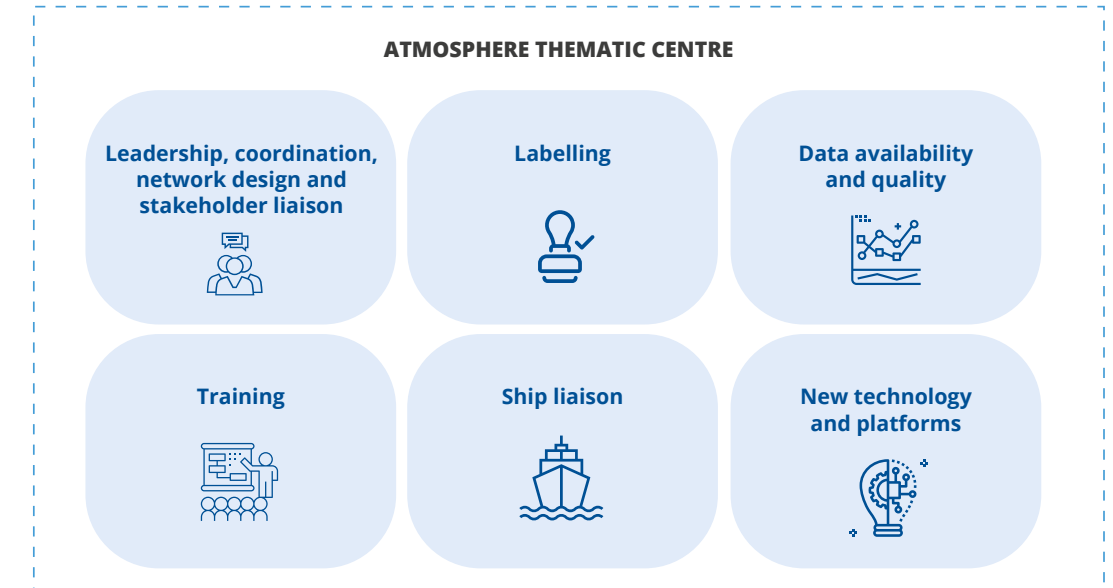 ATMOSPHERE THEMATIC CENTRE
Leadership, coordination,
network design and
stakeholder liaison
Labelling
Data availability
and quality
Training
Ship liaison
New technology
and platforms